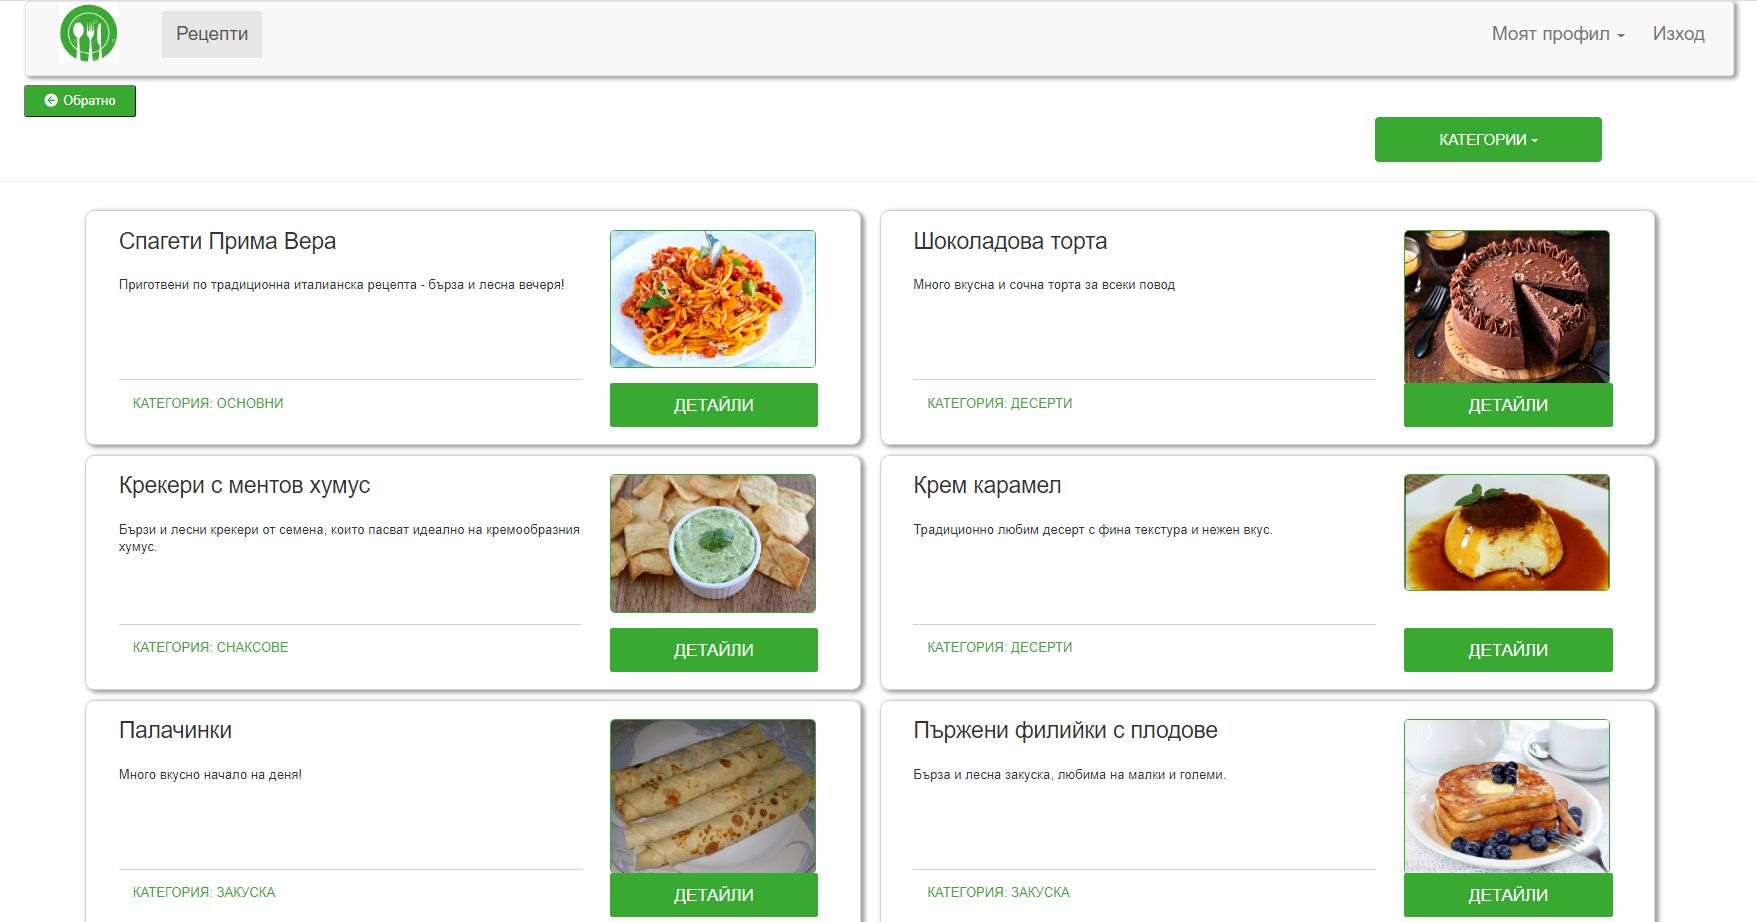 Рецепти
Моят профил
Изход
Обратно
КАТЕГОРИИ
Спагети Прима Вера
Приготвени по традиционна италианска рецепта - бърза и лесна вечеря!
КАТЕГОРИЯ: ОСНОВНИ
ДЕТАЙЛИ
Шоколадова торта
Много вкусна и сочна торта за всеки повод
КАТЕГОРИЯ: ДЕСЕРТИ
ДЕТАЙЛИ
Крекери с ментов хумус
Бързи и лесни крекери от семена, които пасват идеално на кремообразния
хумус.
КАТЕГОРИЯ: СНАКСОВЕ
ДЕТАЙЛИ
Крем карамел
Традиционно любим десерт с фина текстура и нежен вкус.
КАТЕГОРИЯ: ДЕСЕРТИ
ДЕТАЙЛИ
Палачинки
Много вкусно начало на деня!
КАТЕГОРИЯ: ЗАКУСКА
ДЕТАЙЛИ
Пържени филийки с плодове
Бърза и лесна закуска, любима на малки и големи.
КАТЕГОРИЯ: ЗАКУСКА
ДЕТАЙЛИ